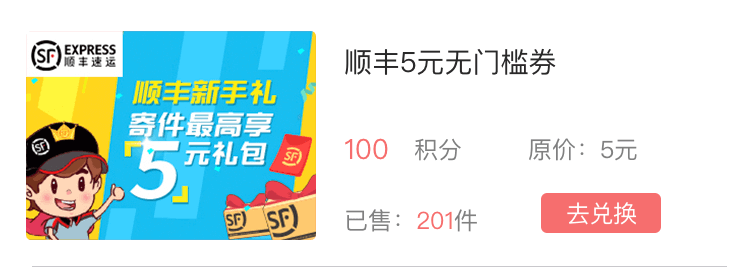 SF EXPRESS
顺丰速运
顺丰新手礼
寄件最高享
5元礼包
SF
SF
SF
SF
顺丰5元无门槛券
100 积分 原价：5元
已售：201件 去兑换